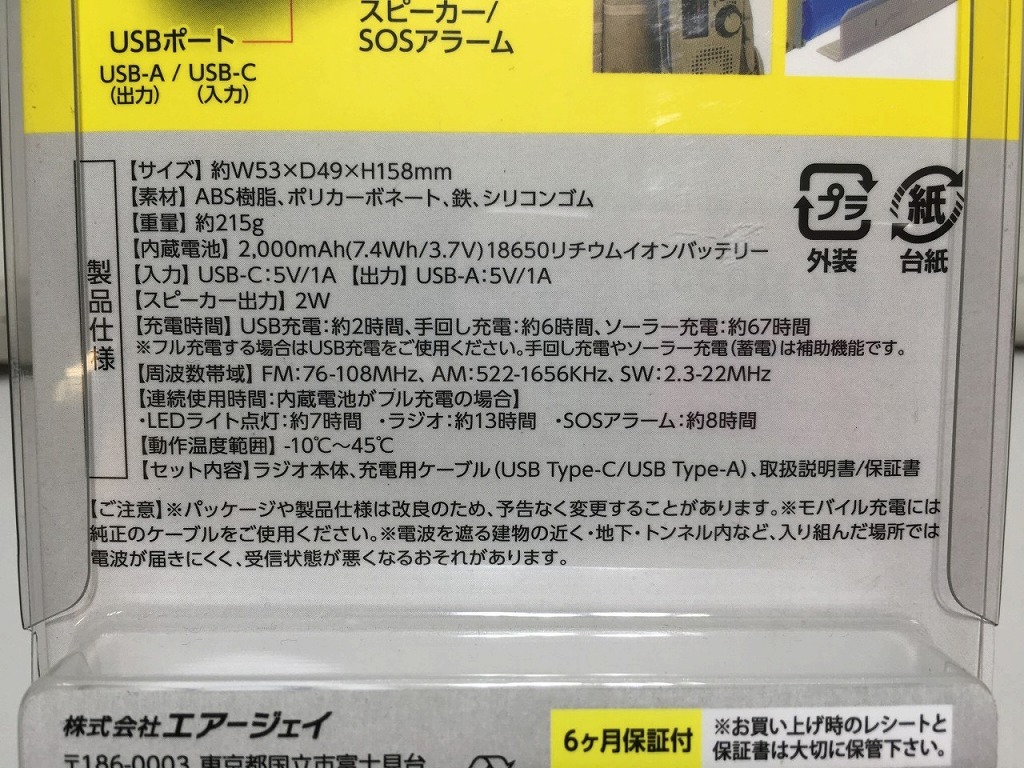 USBポート
USB-A / USB-C
(出力) (入力)
スピーカー/
SOSアラーム
製品仕様
【サイズ】約W53×D49×H158mm
【素材】ABS樹脂、ポリカーボネート、鉄、シリコンゴム
【重量】約215g
【内蔵電池】2,000mAh(7.4Wh/3.7V)18650リチウムイオンバッテリー
【入力】USB-C:5V/1A 【出力】USB-A:5V/1A
【スピーカー出力】2W
【充電時間】USB充電:約2時間、手回し充電:約6時間、ソーラー充電:約67時間
※フル充電する場合はUSB充電をご使用ください。手回し充電やソーラー充電(蓄電)は補助機能です。
【周波数帯域】FM:76-108MHz、AM:522-1656KHz、SW:2.3-22MHz
【連続使用時間:内蔵電池がフル充電の場合】
・LEDライト点灯:約7時間 ・ラジオ:約13時間 ・SOSアラーム:約8時間
【動作温度範囲】-10℃～45℃
【セット内容】ラジオ本体、充電用ケーブル(USB Type-C/USB Type-A)、取扱説明書/保証書
プラ
外装
紙
台紙
【ご注意】※パッケージや製品仕様は改良のため、予告なく変更することがあります。※モバイル充電には
純正のケーブルをご使用ください。※電波を遮る建物の近く・地下・トンネル内など、入り組んだ場所では
電波が届きにくく、受信状態が悪くなるおそれがあります。
株式会社エアージェイ
〒186-0003 東京都国立市富士見台
6ヶ月保証付
※お買い上げ時のレシートと
保証書は大切に保管下さい。